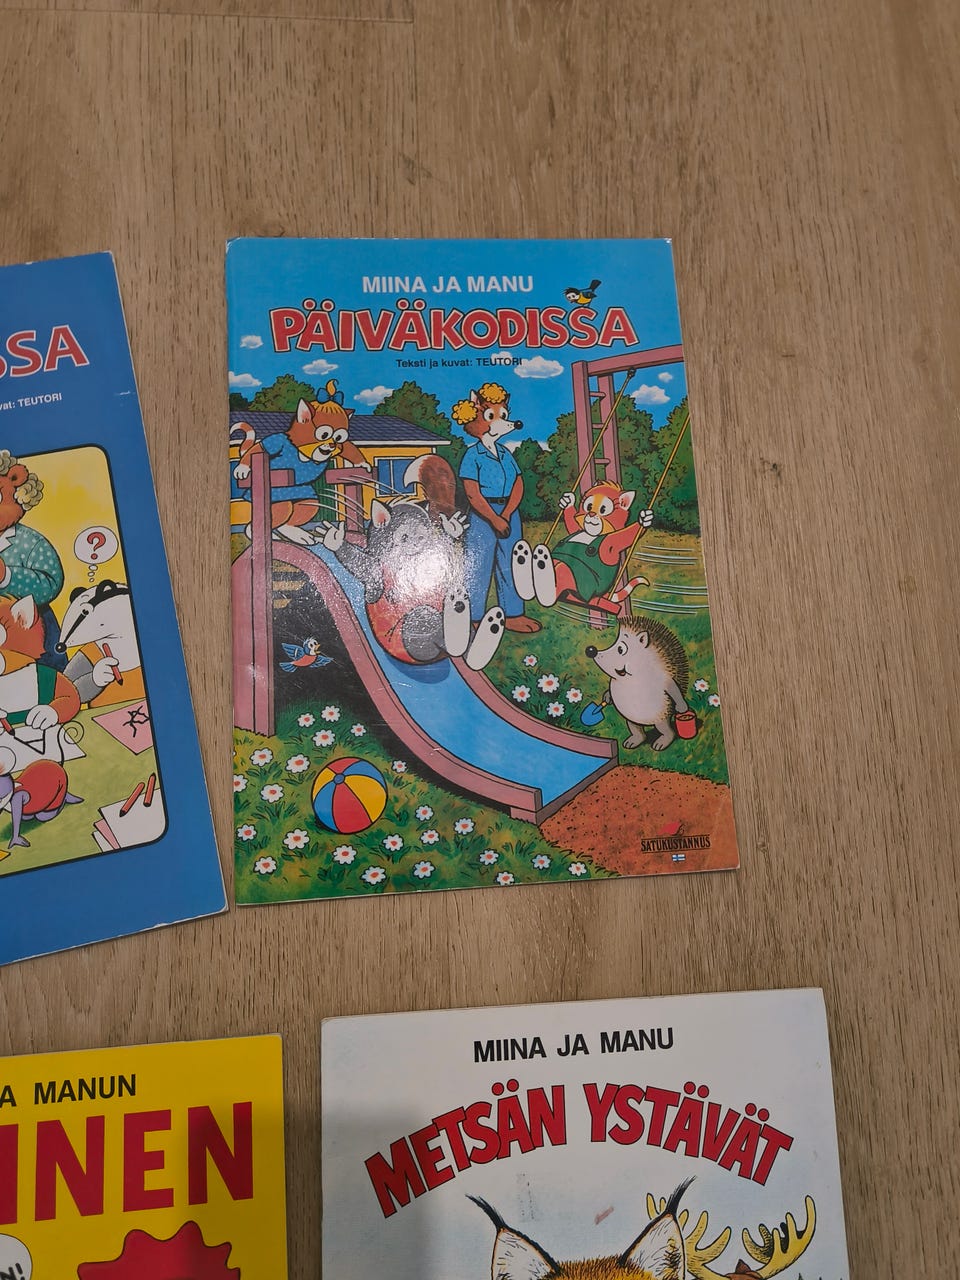 MIINA JA MANU
PÄIVÄKODISSA
Teksti ja kuvat: TEUTORI
SATUKUSTANNUS
SSA
vat: TEUTORI
?
A MANUN
INEN
N!
MIINA JA MANU
METSÄN YSTÄVÄT